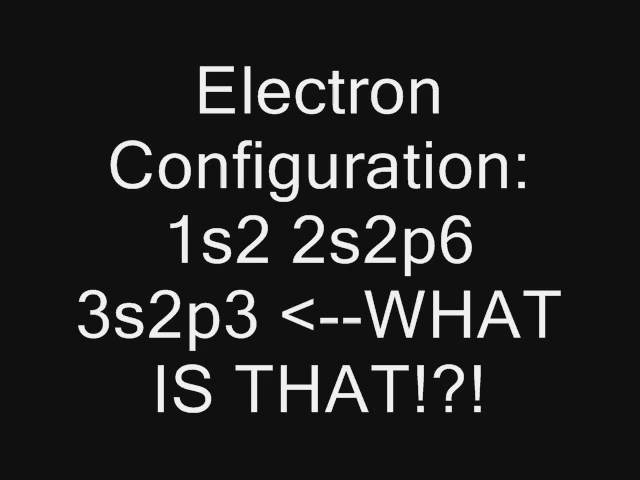 Electron
Configuration:
1s2 2s2p6
3s2p3 <--WHAT
IS THAT!?!